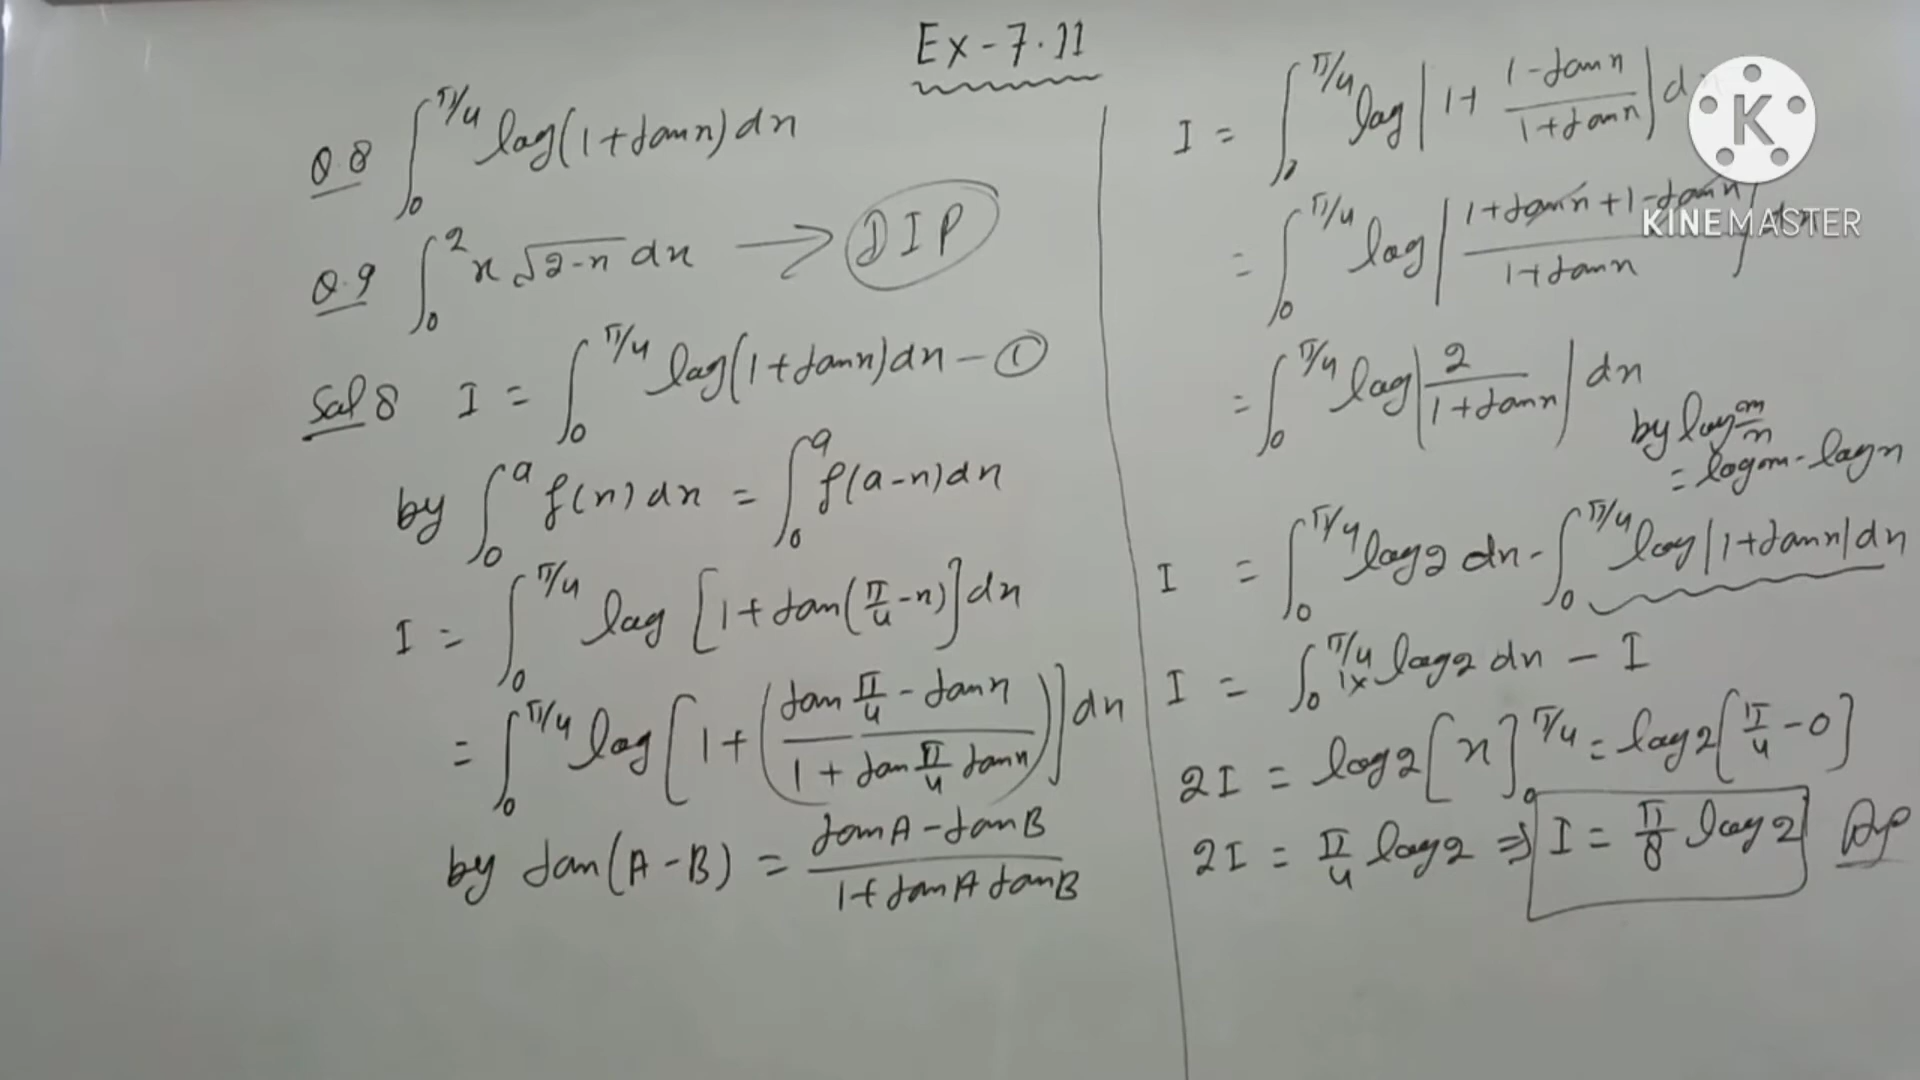 Ex-7.11
Q.8 ∫₀^π/4 log(1+tanx)dx
Q.9 ∫₀^2 x√2-x dx → DIP
Sol 8 I = ∫₀^π/4 log(1+tanx)dx - ①
by ∫₀^a f(x)dx = ∫₀^a f(a-x)dx
I = ∫₀^π/4 log [1+tan(π/4-x)]dx
= ∫₀^π/4 log[1+(tan π/4 - tanx / 1+tan π/4 tanx)]dx
by tan(A-B) = tanA-tanB / 1+tanA tanB
I = ∫₀^π/4 log|1+ 1-tanx / 1+tanx|
K
= ∫₀^π/4 log|1+tanx+1-tanx / 1+tanx|
KINEMASTER
= ∫₀^π/4 log|2 / 1+tanx|dx
by log m/n
= logm-logn
I = ∫₀^π/4 log2 dx - ∫₀^π/4 log|1+tanx|dx
I = ∫₀^π/4 1x log2 dx - I
2I = log2[x]₀^π/4 = log2[π/4-0]
2I = π/4 log2 ⇒ I = π/8 log2